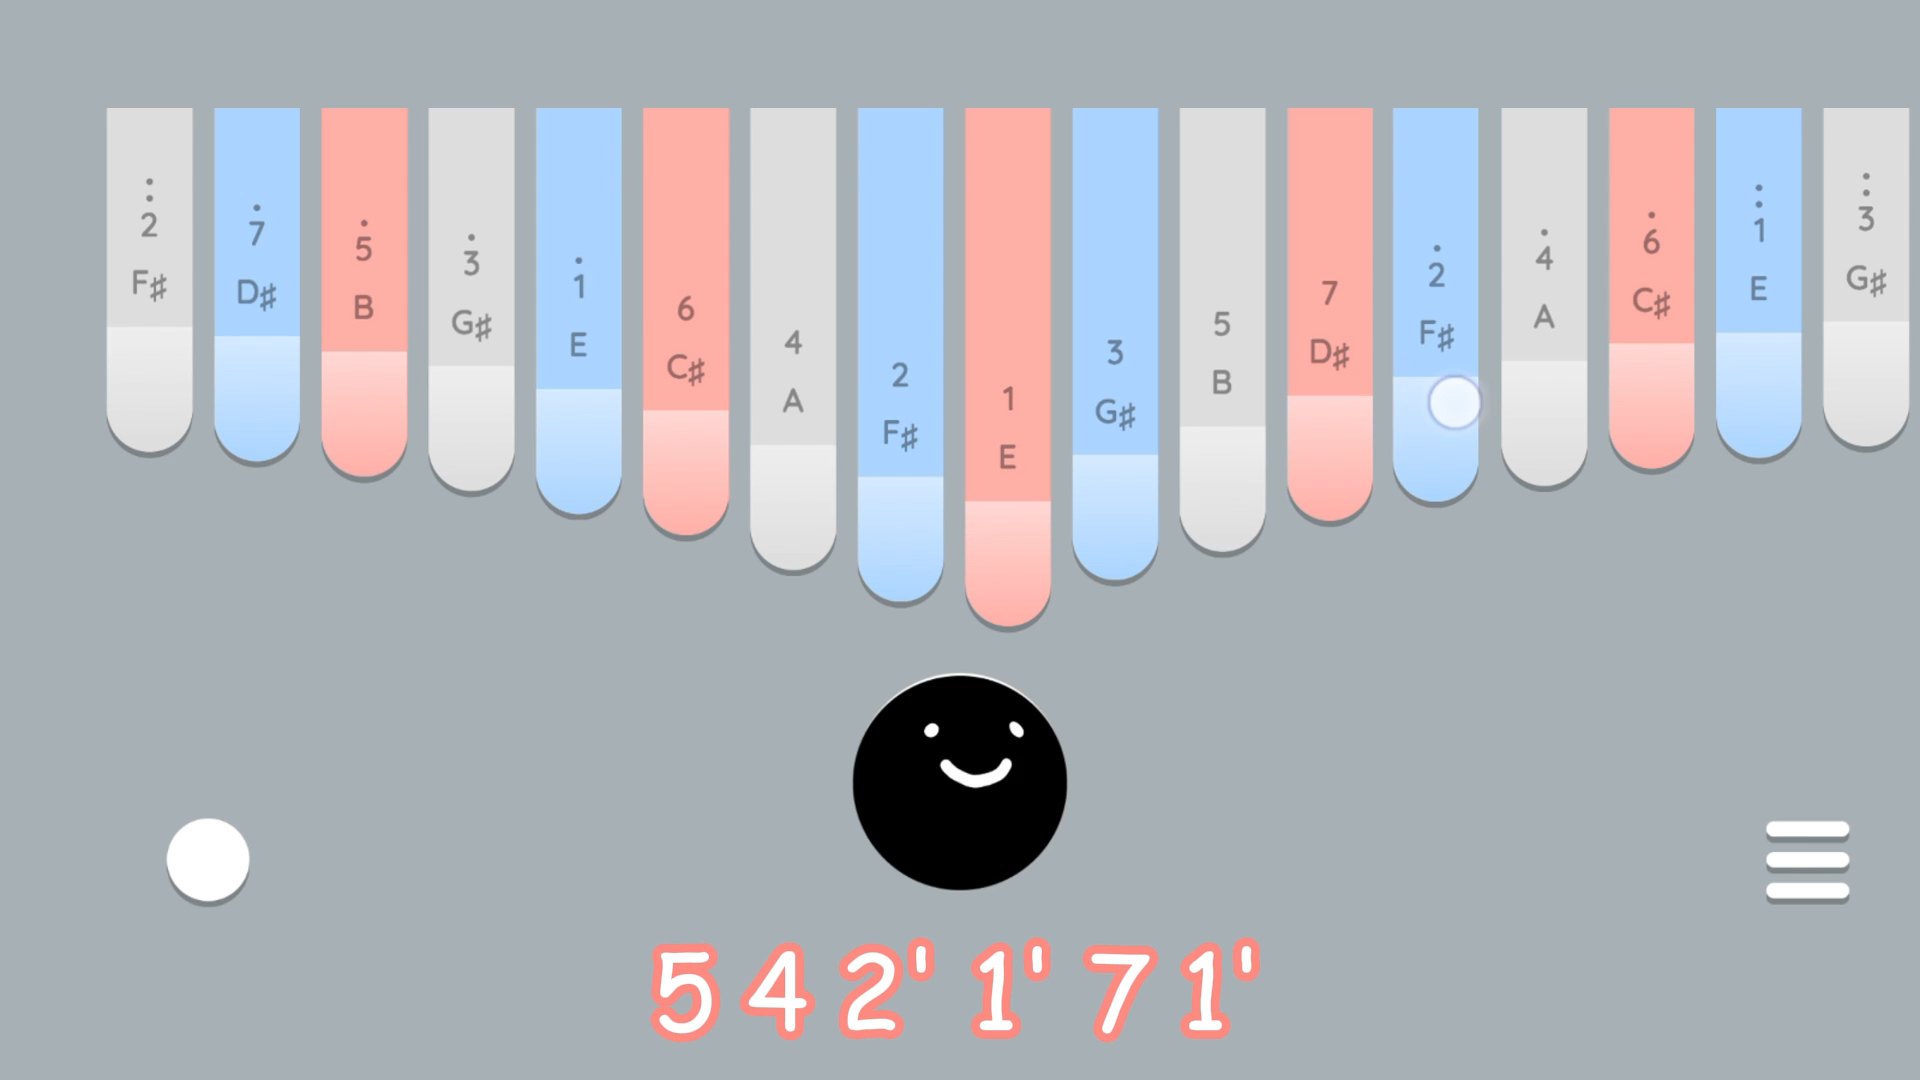 2̈ 7̇ 5̇ 3̇ 1̇ 6 4 2 1 3 5 7 2̇ 4̇ 6̇ 1̈ 3̈
F♯ D♯ B G♯ E C♯ A F♯ E G♯ B D♯ F♯ A C♯ E G♯
5 4 2' 1' 7 1'